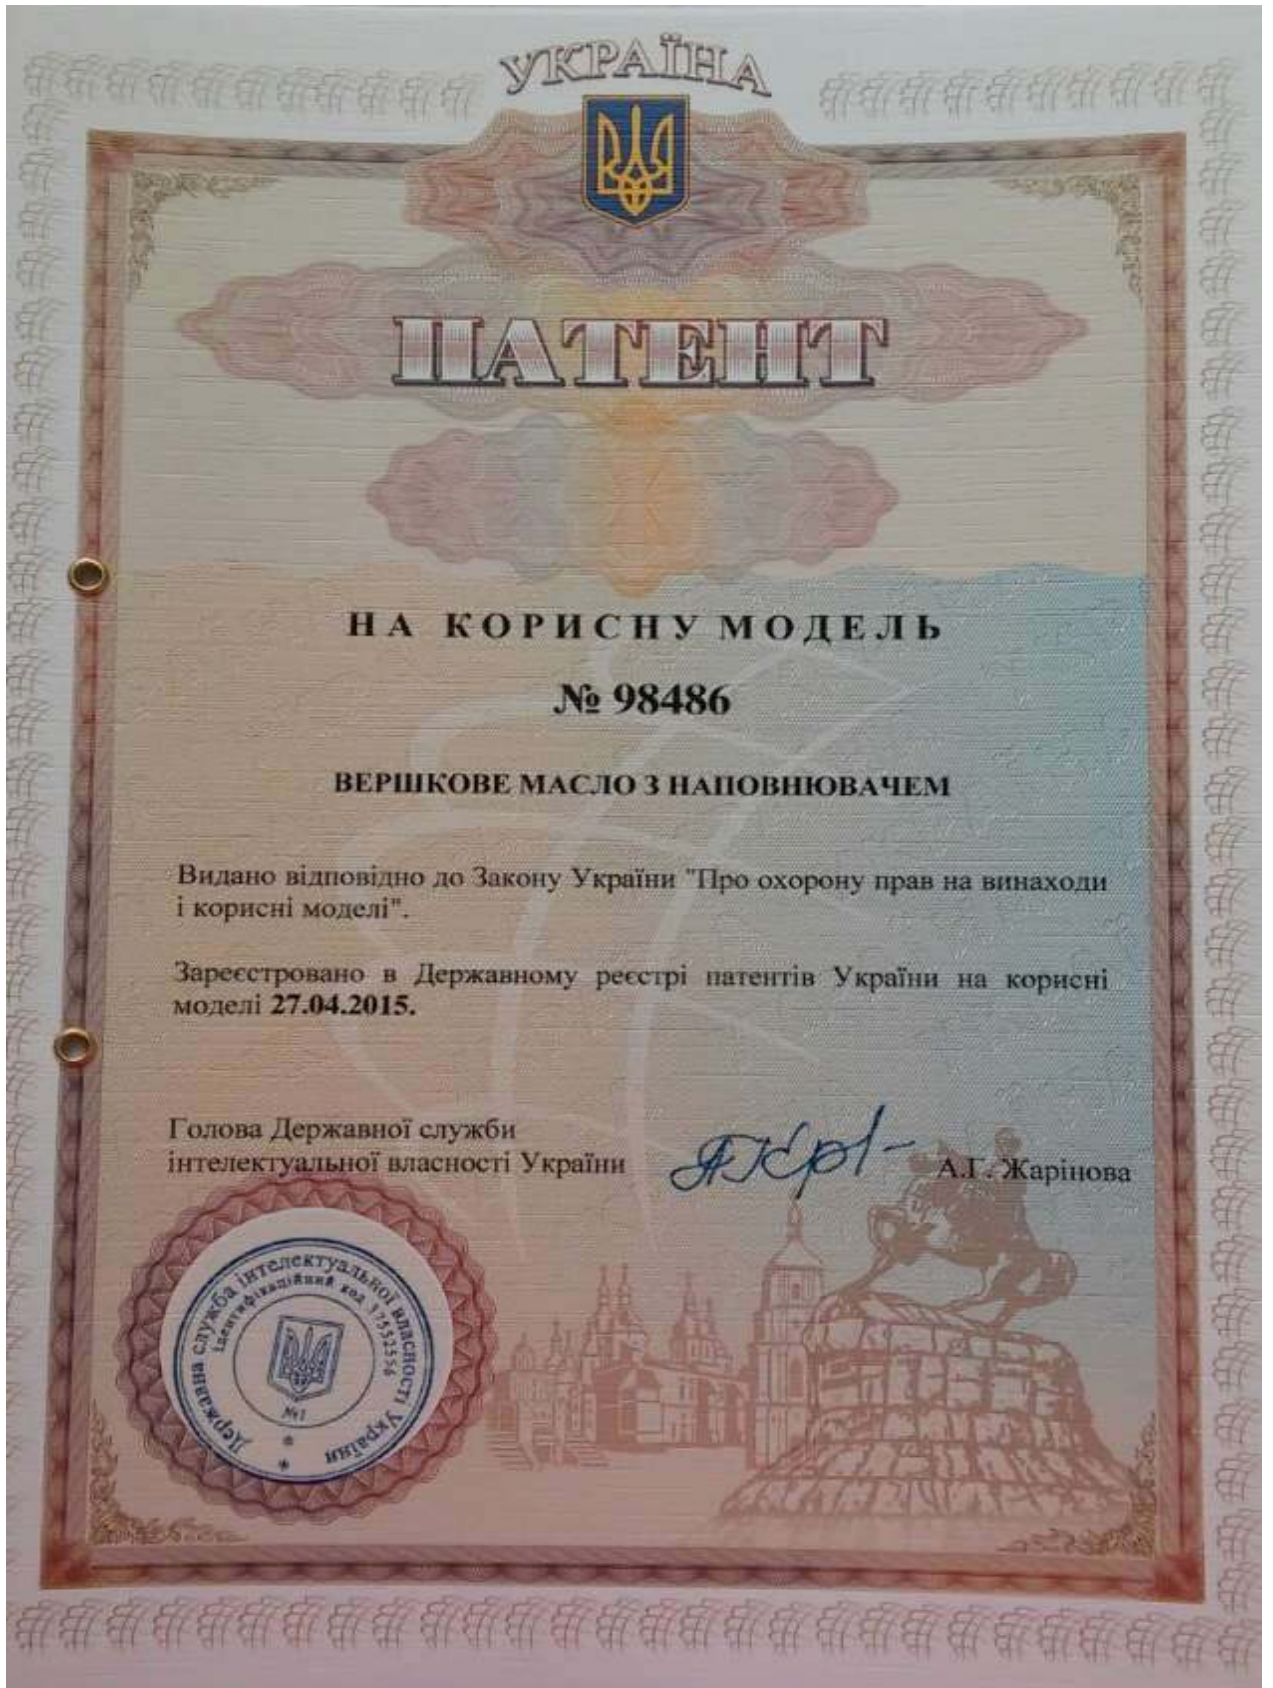 УКРАЇНА
ПАТЕНТ
НА КОРИСНУ МОДЕЛЬ
№ 98486
ВЕРШКОВЕ МАСЛО З НАПОВНЮВАЧЕМ
Видано відповідно до Закону України "Про охорону прав на винаходи
і корисні моделі".
Зареєстровано в Державному реєстрі патентів України на корисні
моделі 27.04.2015.
Голова Державної служби
інтелектуальної власності України
А.Г. Жарінова
Державна служба інтелектуальної власності України
ідентифікаційний код 37552556
№1